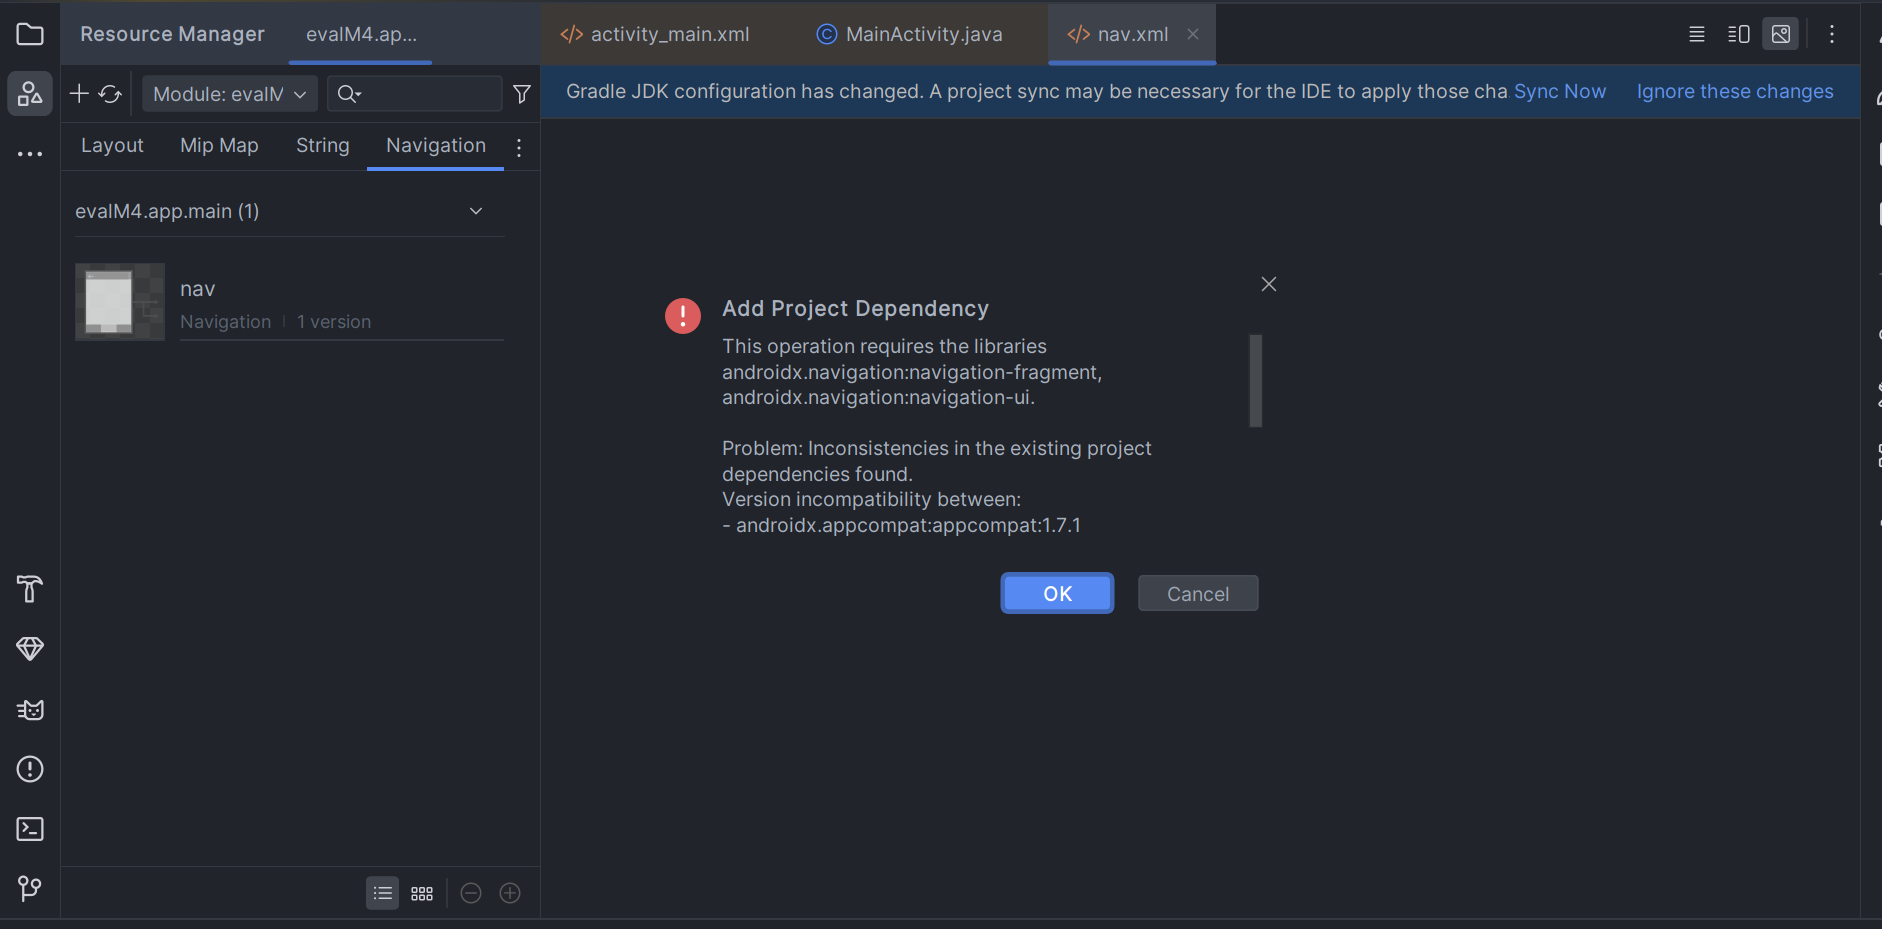 Resource Manager
evalM4.ap...
activity_main.xml
MainActivity.java
nav.xml
Module: evalM
Gradle JDK configuration has changed. A project sync may be necessary for the IDE to apply those cha
Sync Now
Ignore these changes
Layout
Mip Map
String
Navigation
evalM4.app.main (1)
nav
Navigation | 1 version
Add Project Dependency
This operation requires the libraries
androidx.navigation:navigation-fragment,
androidx.navigation:navigation-ui.
Problem: Inconsistencies in the existing project
dependencies found.
Version incompatibility between:
- androidx.appcompat:appcompat:1.7.1
OK
Cancel